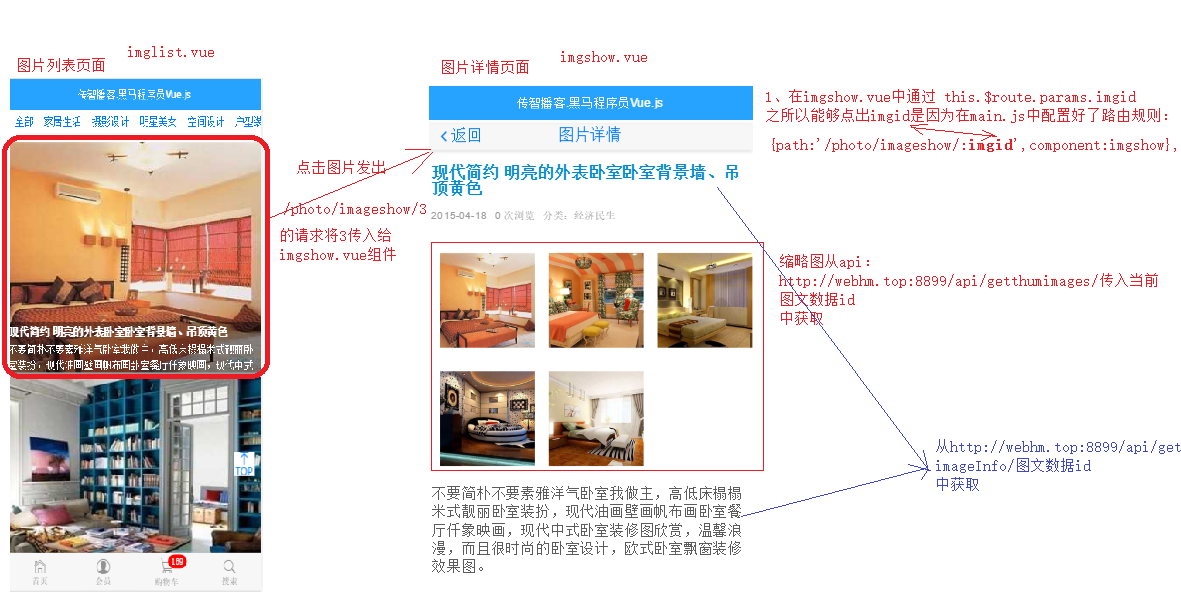 图片列表页面
imglist.vue
传智播客.黑马程序员Vue.js
全部 家居生活 摄影设计 明星美女 空间设计 户型装
现代简约 明亮的外表卧室卧室背景墙、吊顶黄色
不要简朴不要素雅洋气卧室我做主，高低床榻榻米式靓丽卧
室装扮，现代油画壁画帆布画卧室餐厅仟象映画，现代中式
TOP
首页
会员
购物车
169
搜索
点击图片发出
/photo/imageshow/3
的请求将3传入给
imgshow.vue组件
图片详情页面
imgshow.vue
传智播客.黑马程序员Vue.js
返回
图片详情
现代简约 明亮的外表卧室卧室背景墙、吊
顶黄色
2015-04-18 0 次浏览 分类：经济民生
不要简朴不要素雅洋气卧室我做主，高低床榻榻
米式靓丽卧室装扮，现代油画壁画帆布画卧室餐
厅仟象映画，现代中式卧室装修图欣赏，温馨浪
漫，而且很时尚的卧室设计，欧式卧室飘窗装修
效果图。
1、在imgshow.vue中通过 this.$route.params.imgid
之所以能够点出imgid是因为在main.js中配置好了路由规则：
{path:'/photo/imageshow/:imgid',component:imgshow},
缩略图从api：
http://webhm.top:8899/api/getthumimages/传入当前
图文数据id
中获取
从http://webhm.top:8899/api/get
imageInfo/图文数据id
中获取